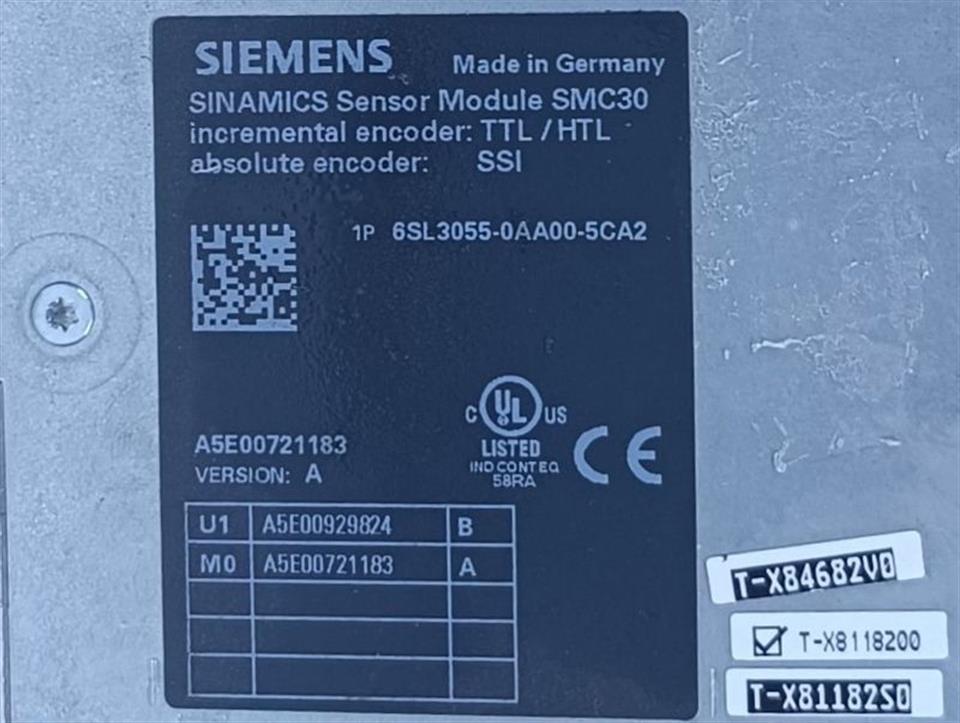 SIEMENS Made in Germany
SINAMICS Sensor Module SMC30
incremental encoder: TTL / HTL
absolute encoder: SSI
1P 6SL3055-0AA00-5CA2
C UL US
LISTED
IND CONT EQ
58RA
CE
A5E00721183
VERSION: A
U1 A5E00929824 B
M0 A5E00721183 A
T-X84682V0
T-X8118200
T-X81182S0